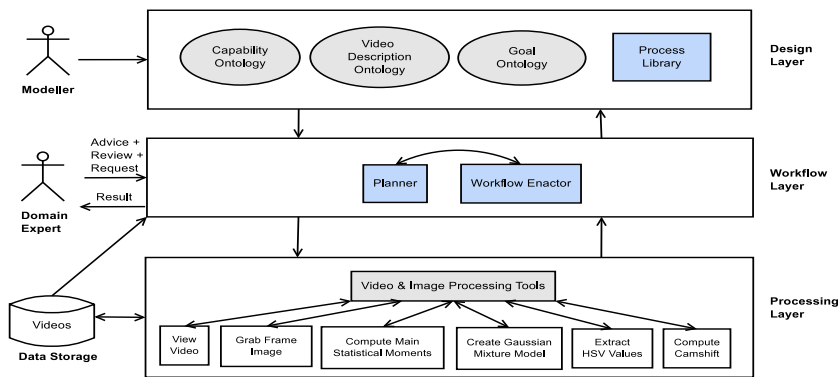 Modeller
Capability
Ontology
Video
Description
Ontology
Goal
Ontology
Process
Library
Design
Layer
Advice +
Review +
Request
Result
Domain
Expert
Planner
Workflow Enactor
Workflow
Layer
Videos
Data Storage
Video & Image Processing Tools
View
Video
Grab Frame
Image
Compute Main
Statistical Moments
Create Gaussian
Mixture Model
Extract
HSV Values
Compute
Camshift
Processing
Layer